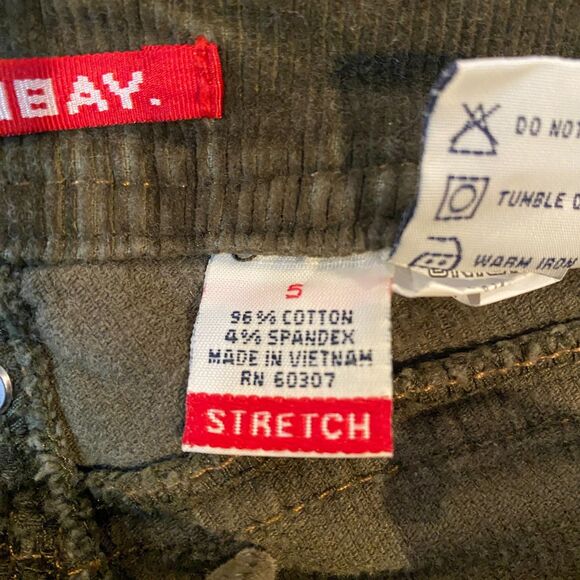 BAY.
DO NOT
TUMBLE
WARM IRON
5
96% COTTON
4% SPANDEX
MADE IN VIETNAM
RN 60307
STRETCH